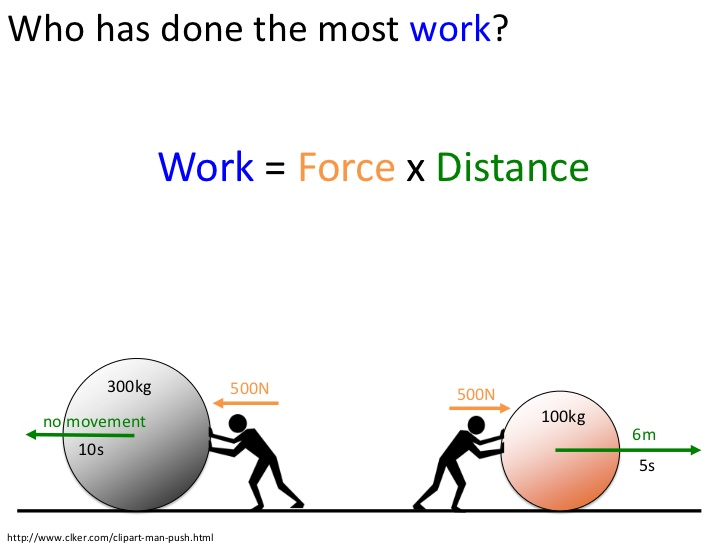 Who has done the most work?
Work = Force x Distance
300kg
500N
no movement
10s
500N
100kg
6m
5s
http://www.clker.com/clipart-man-push.html